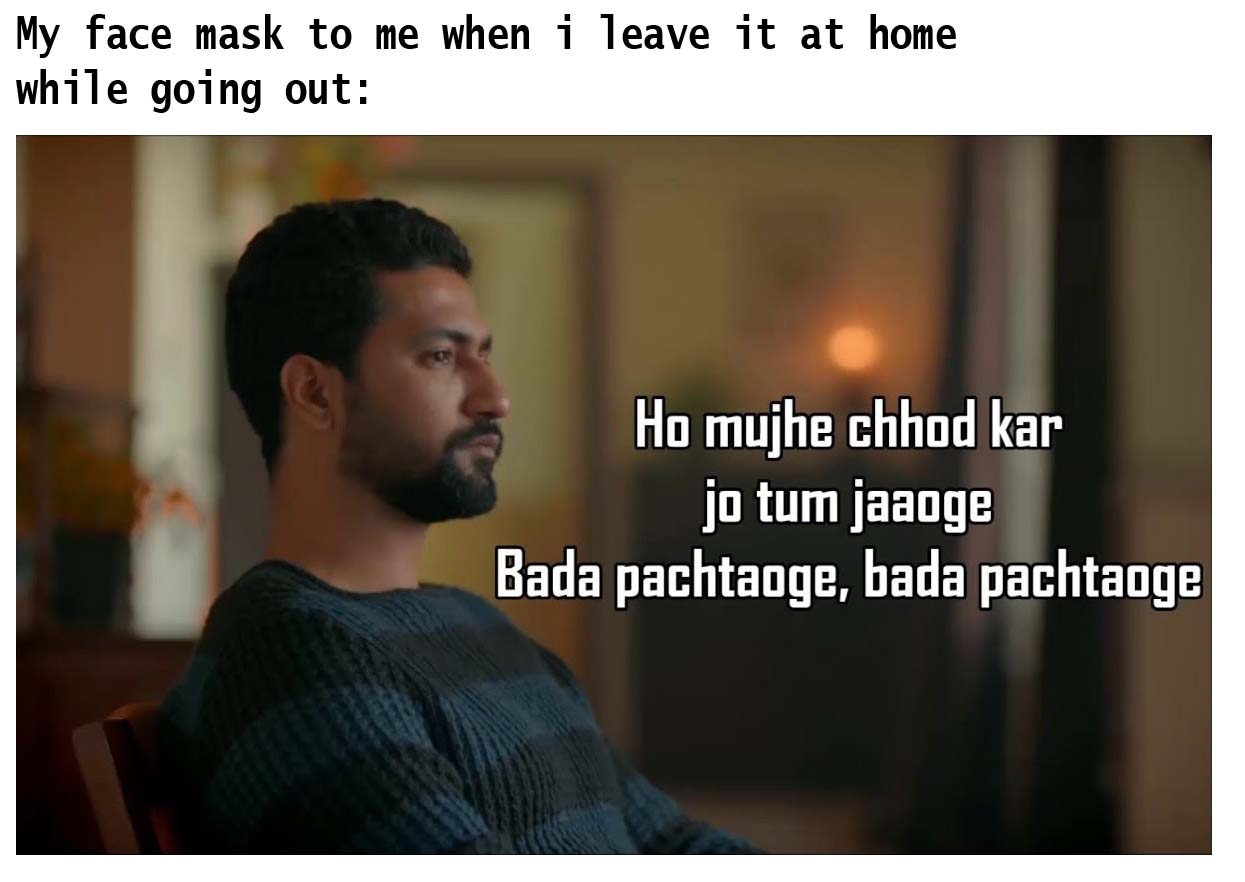 My face mask to me when i leave it at home
while going out:
Ho mujhe chhod kar
jo tum jaaoge
Bada pachtaoge, bada pachtaoge